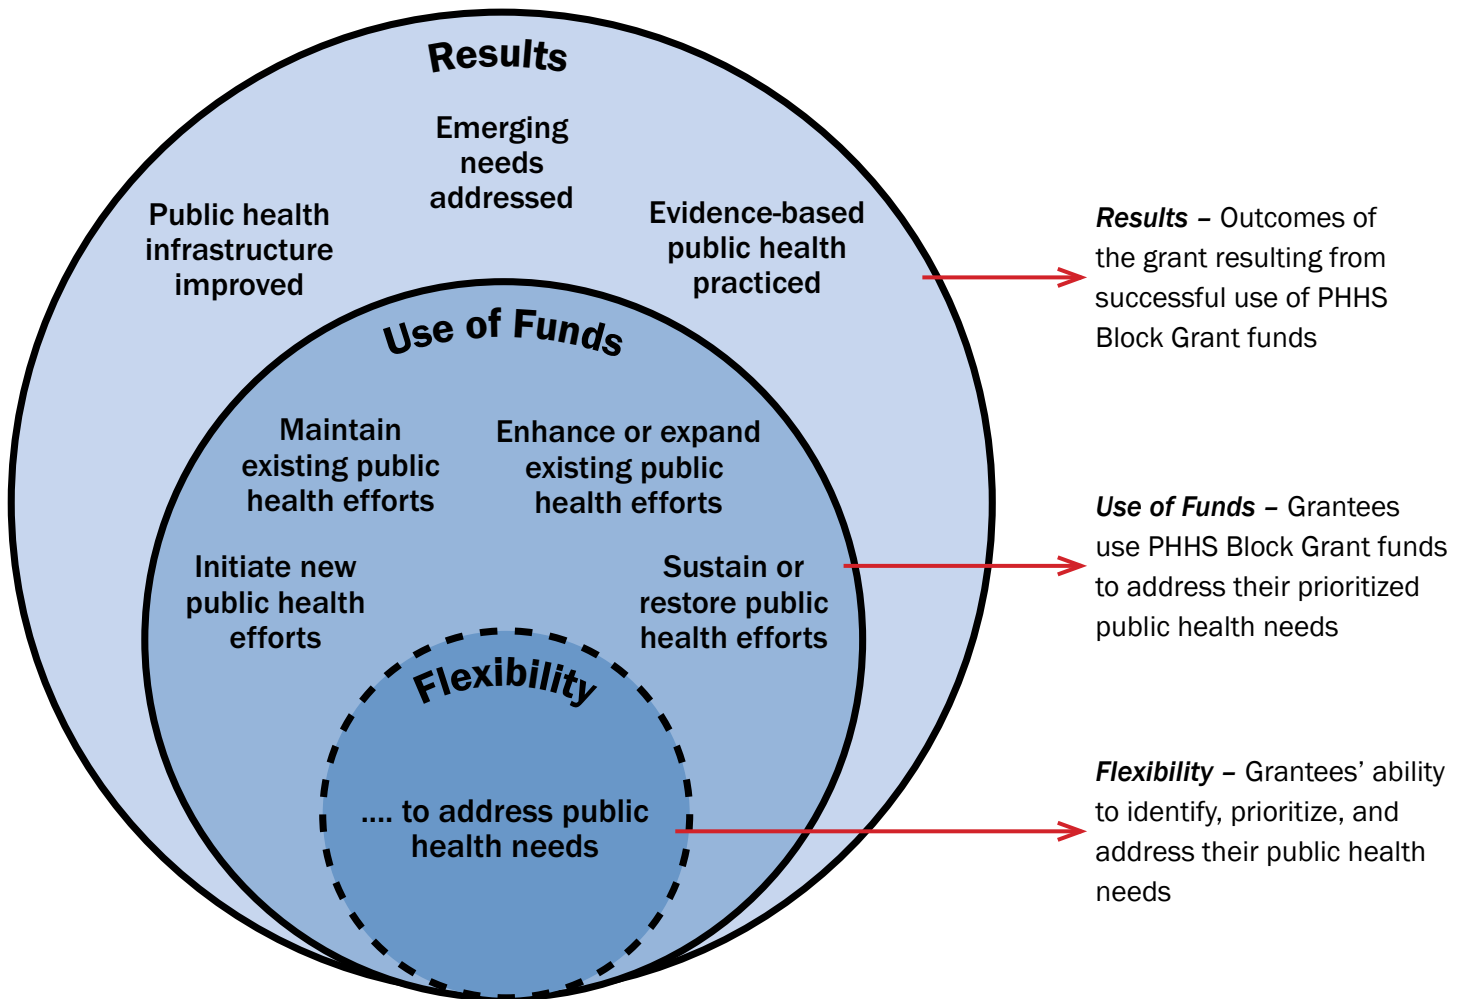 Results
Emerging
needs
addressed
Public health
infrastructure
improved
Evidence-based
public health
practiced
Use of Funds
Maintain
existing public
health efforts
Enhance or expand
existing public
health efforts
Initiate new
public health
efforts
Sustain or
restore public
health efforts
Flexibility
.... to address public
health needs
Results – Outcomes of
the grant resulting from
successful use of PHHS
Block Grant funds
Use of Funds – Grantees
use PHHS Block Grant funds
to address their prioritized
public health needs
Flexibility – Grantees’ ability
to identify, prioritize, and
address their public health
needs